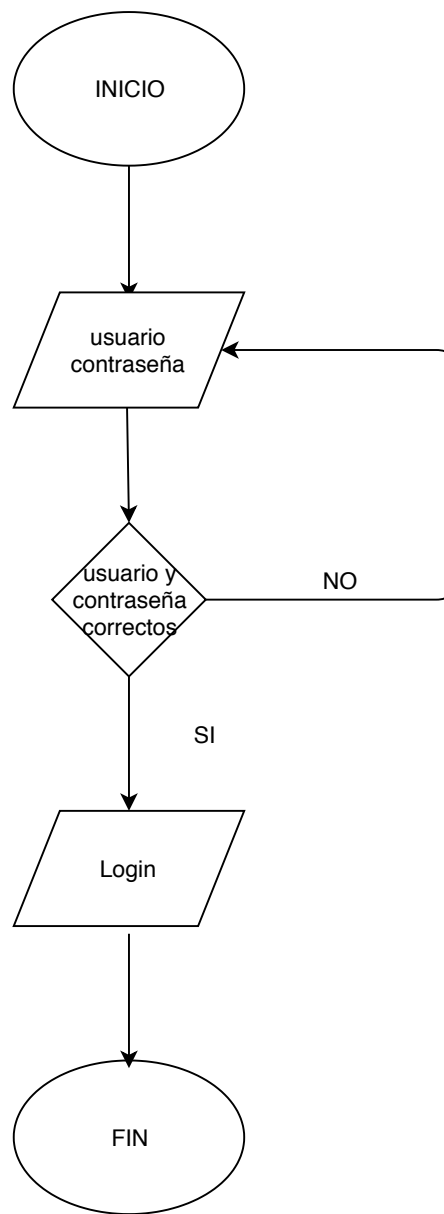 INICIO
usuario
contraseña
usuario y
contraseña
correctos
NO
SI
Login
FIN